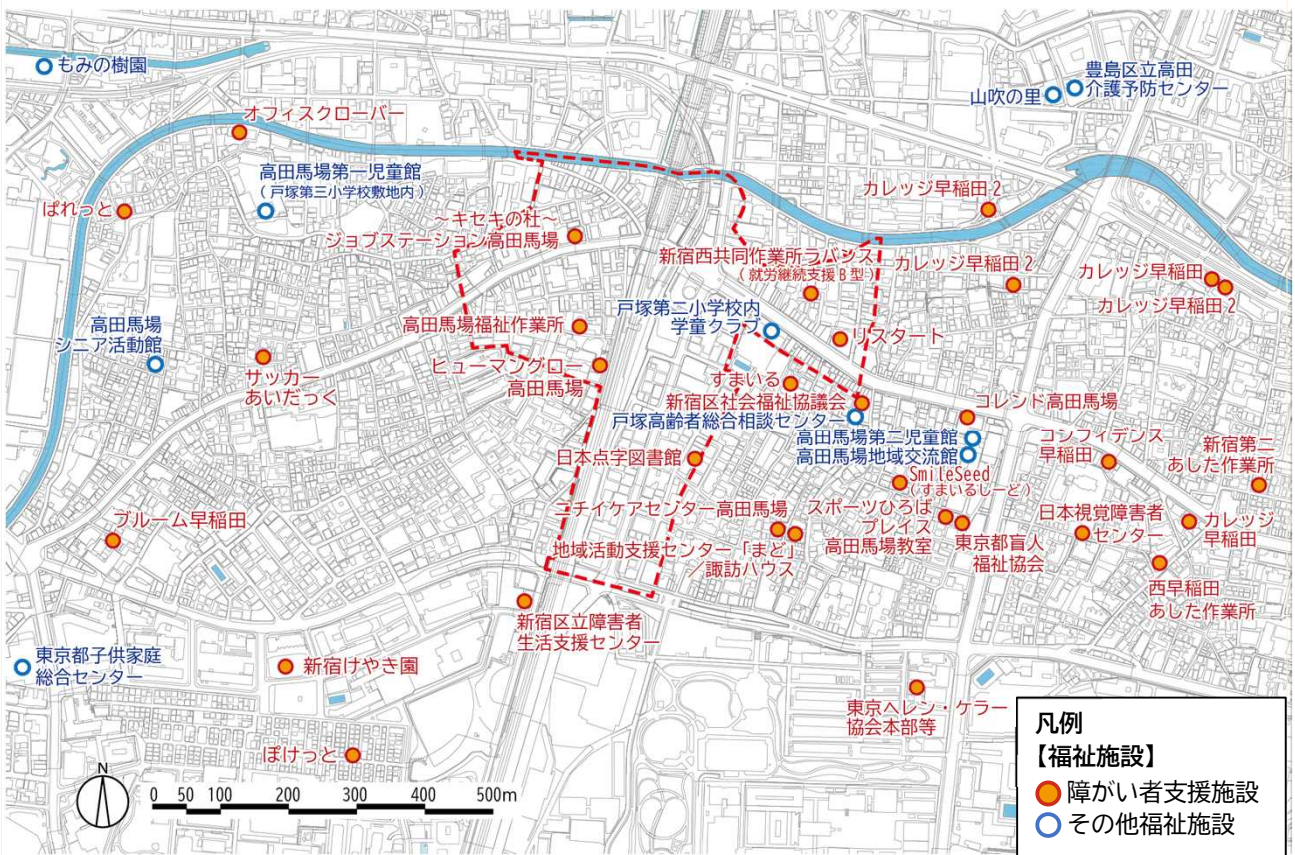 もみの樹園
豊島区立高田
介護予防センター
山吹の里
オフィスクローバー
高田馬場第一児童館
(戸塚第三小学校敷地内)
ぱれっと
カレッジ早稲田2
～キセキの杜～
ジョブステーション高田馬場
新宿西共同作業所ラバンス
(就労継続支援B型)
カレッジ早稲田2
カレッジ早稲田
カレッジ早稲田2
戸塚第二小学校内
学童クラブ
高田馬場
シニア活動館
高田馬場福祉作業所
リスタート
サッカー
あいだっく
ヒューマングロー
高田馬場
すまいる
新宿区社会福祉協議会
戸塚高齢者総合相談センター
コレンド高田馬場
高田馬場第二児童館
高田馬場地域交流館
コンフィデンス
早稲田
新宿第二
あした作業所
日本点字図書館
SmileSeed
(すまいるしーど)
ニチイケアセンター高田馬場
スポーツひろば
プレイス
高田馬場教室
ブルーム早稲田
地域活動支援センター「まど」
／諏訪ハウス
東京都盲人
福祉協会
日本視覚障害者
センター
カレッジ
早稲田
西早稲田
あした作業所
新宿区立障害者
生活支援センター
東京都子供家庭
総合センター
新宿けやき園
東京ヘレン・ケラー
協会本部等
ぽけっと
N
0 50 100 200 300 400 500m
凡例
【福祉施設】
障がい者支援施設
その他福祉施設